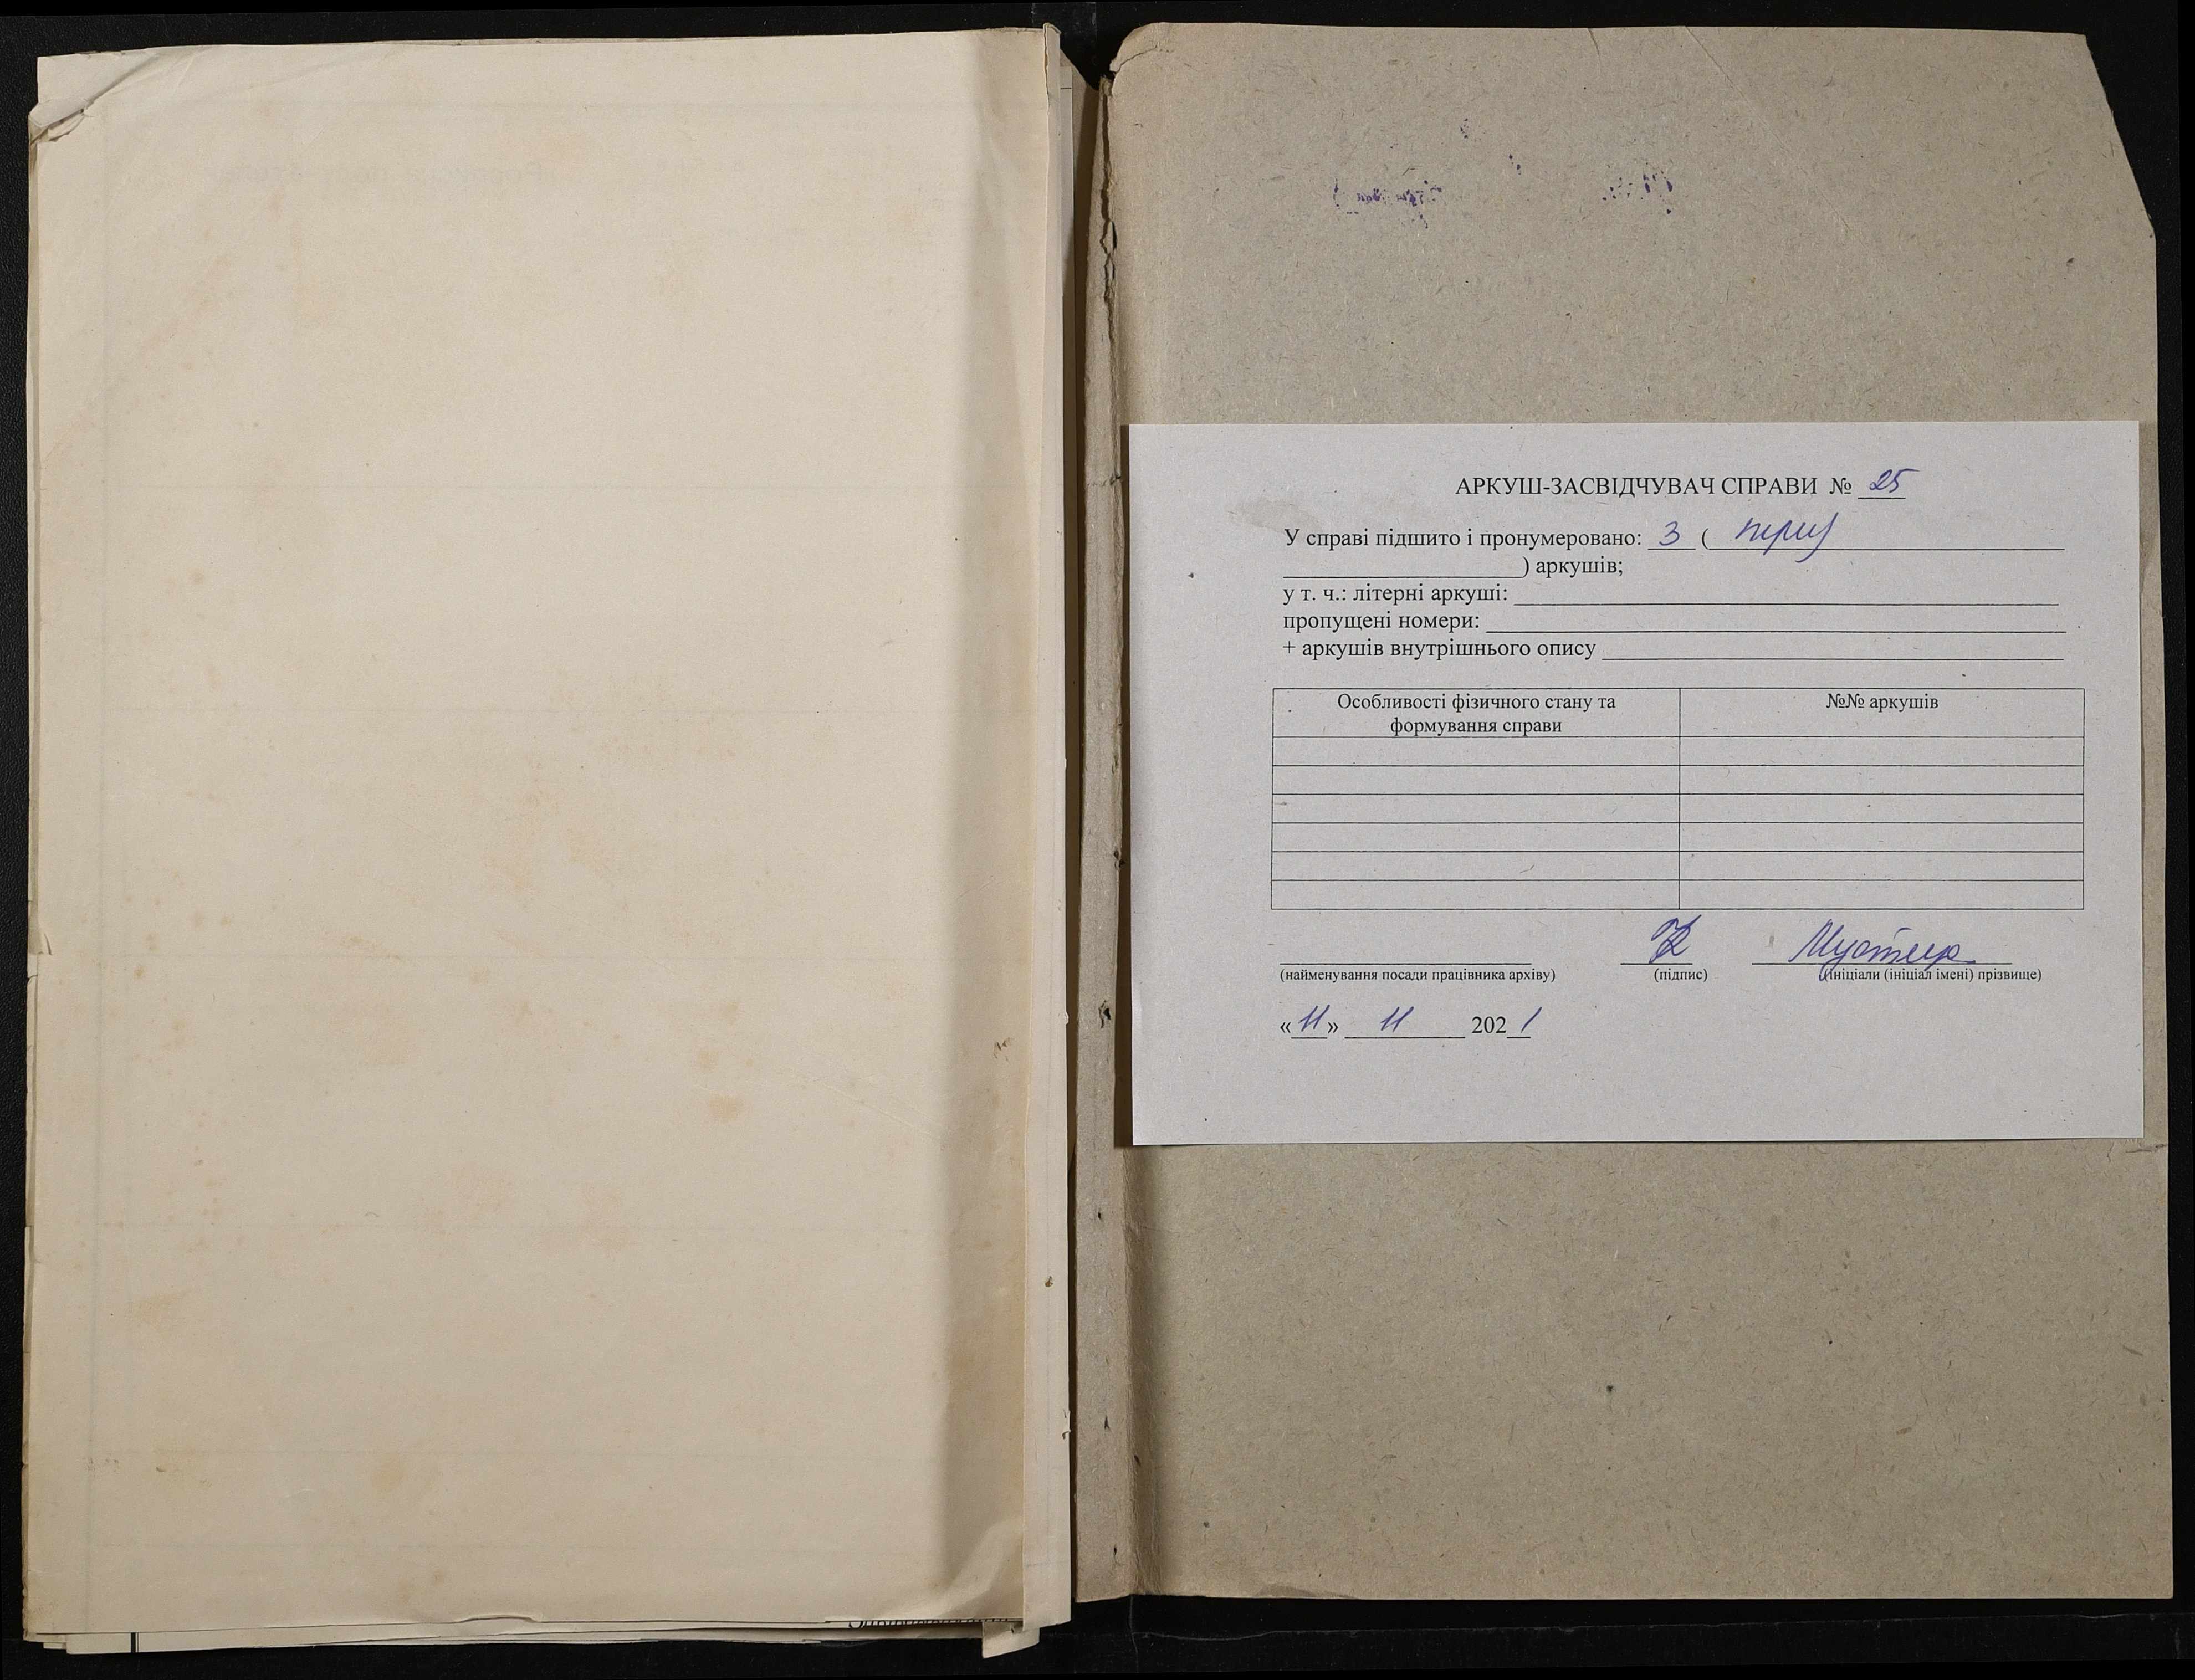 АРКУШ-ЗАСВІДЧУВАЧ СПРАВИ № 25
У справі підшито і пронумеровано: 3 (
) аркушів;
у т. ч.: літерні аркуші:
пропущені номери:
+ аркушів внутрішнього опису
Особливості фізичного стану та
формування справи
№№ аркушів
(найменування посади працівника архіву)
(підпис)
(ініціали (ініціал імені) прізвище)
«11» 11 2021